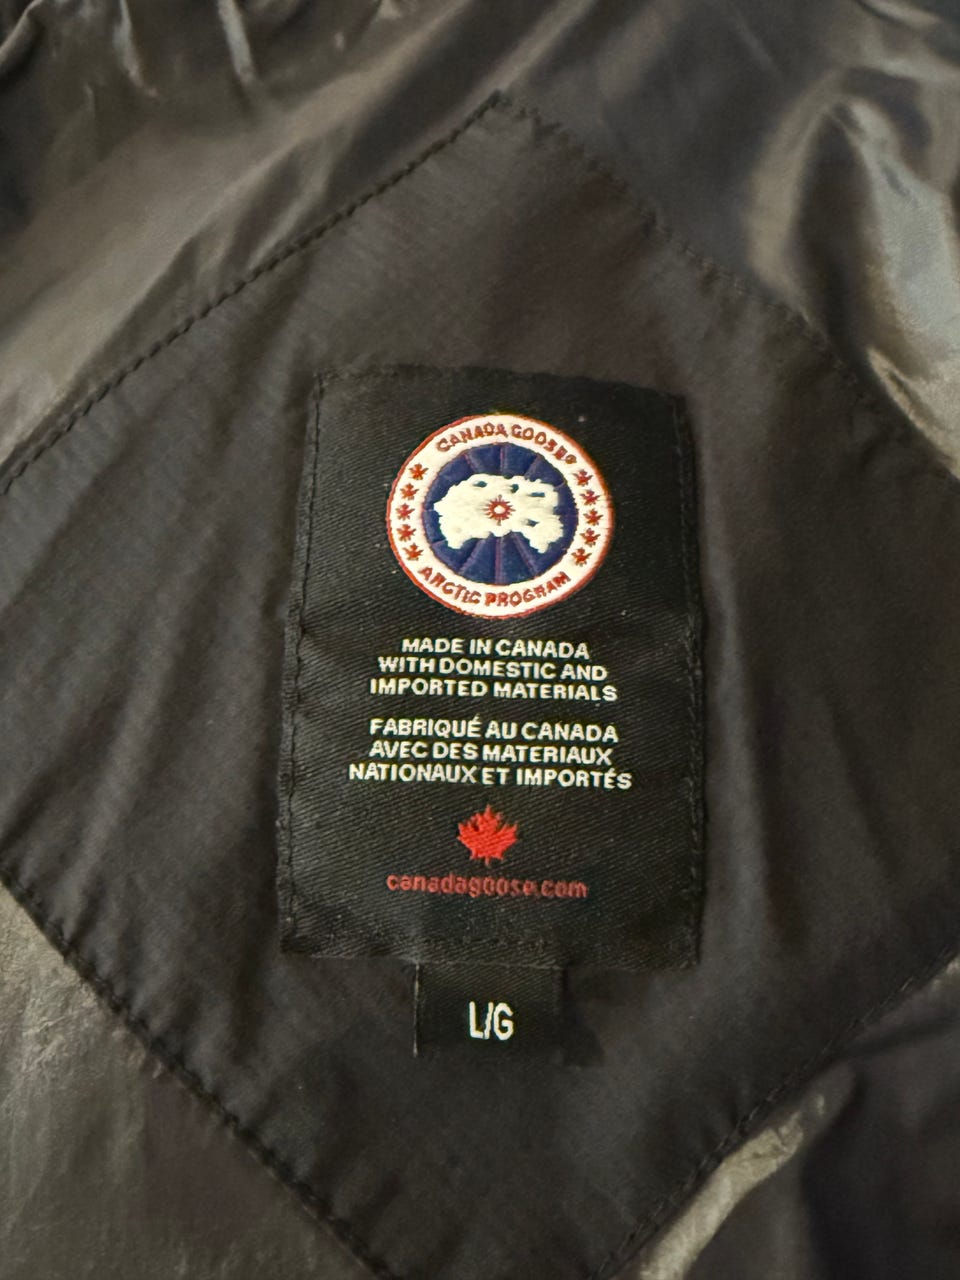 CANADA GOOSE®
ARCTIC PROGRAM
MADE IN CANADA
WITH DOMESTIC AND
IMPORTED MATERIALS
FABRIQUÉ AU CANADA
AVEC DES MATERIAUX
NATIONAUX ET IMPORTÉS
canadagoose.com
L/G